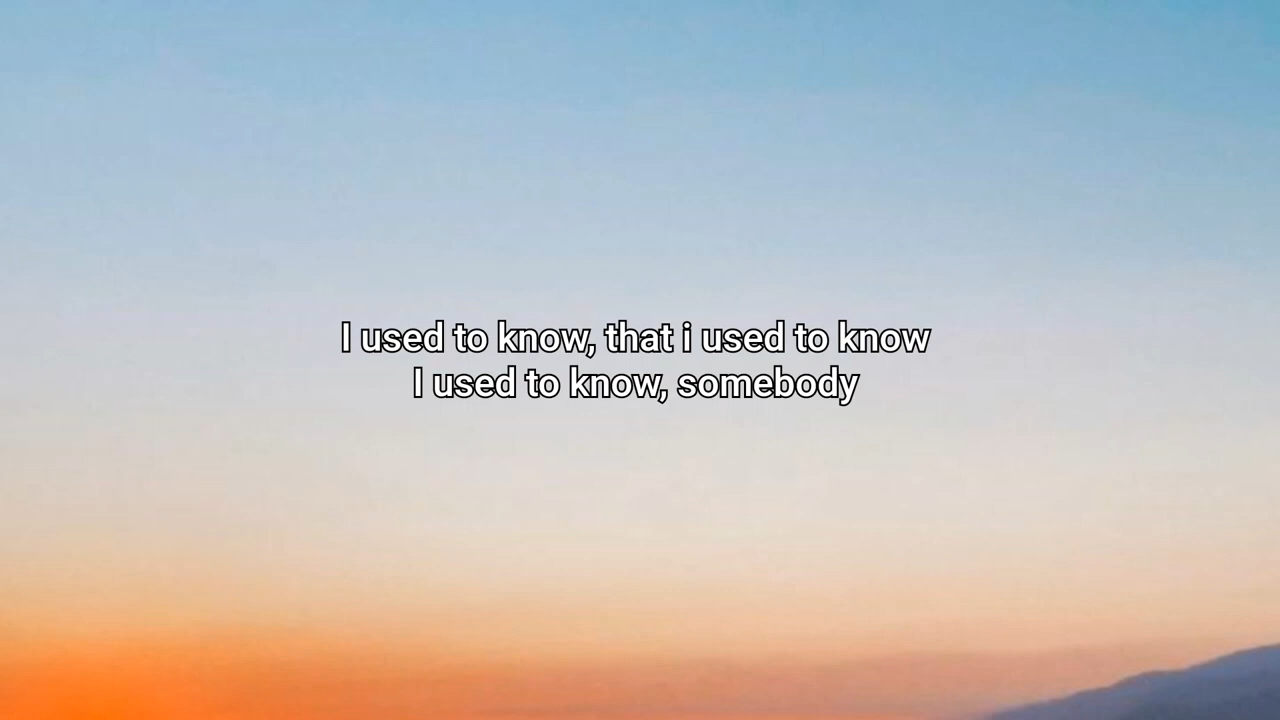 I used to know, that i used to know
I used to know, somebody